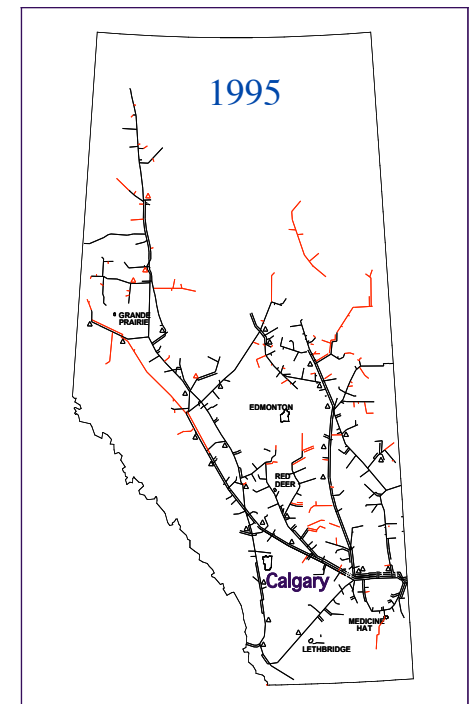 1995
GRANDE
PRAIRIE
EDMONTON
RED
DEER
Calgary
MEDICINE
HAT
LETHBRIDGE